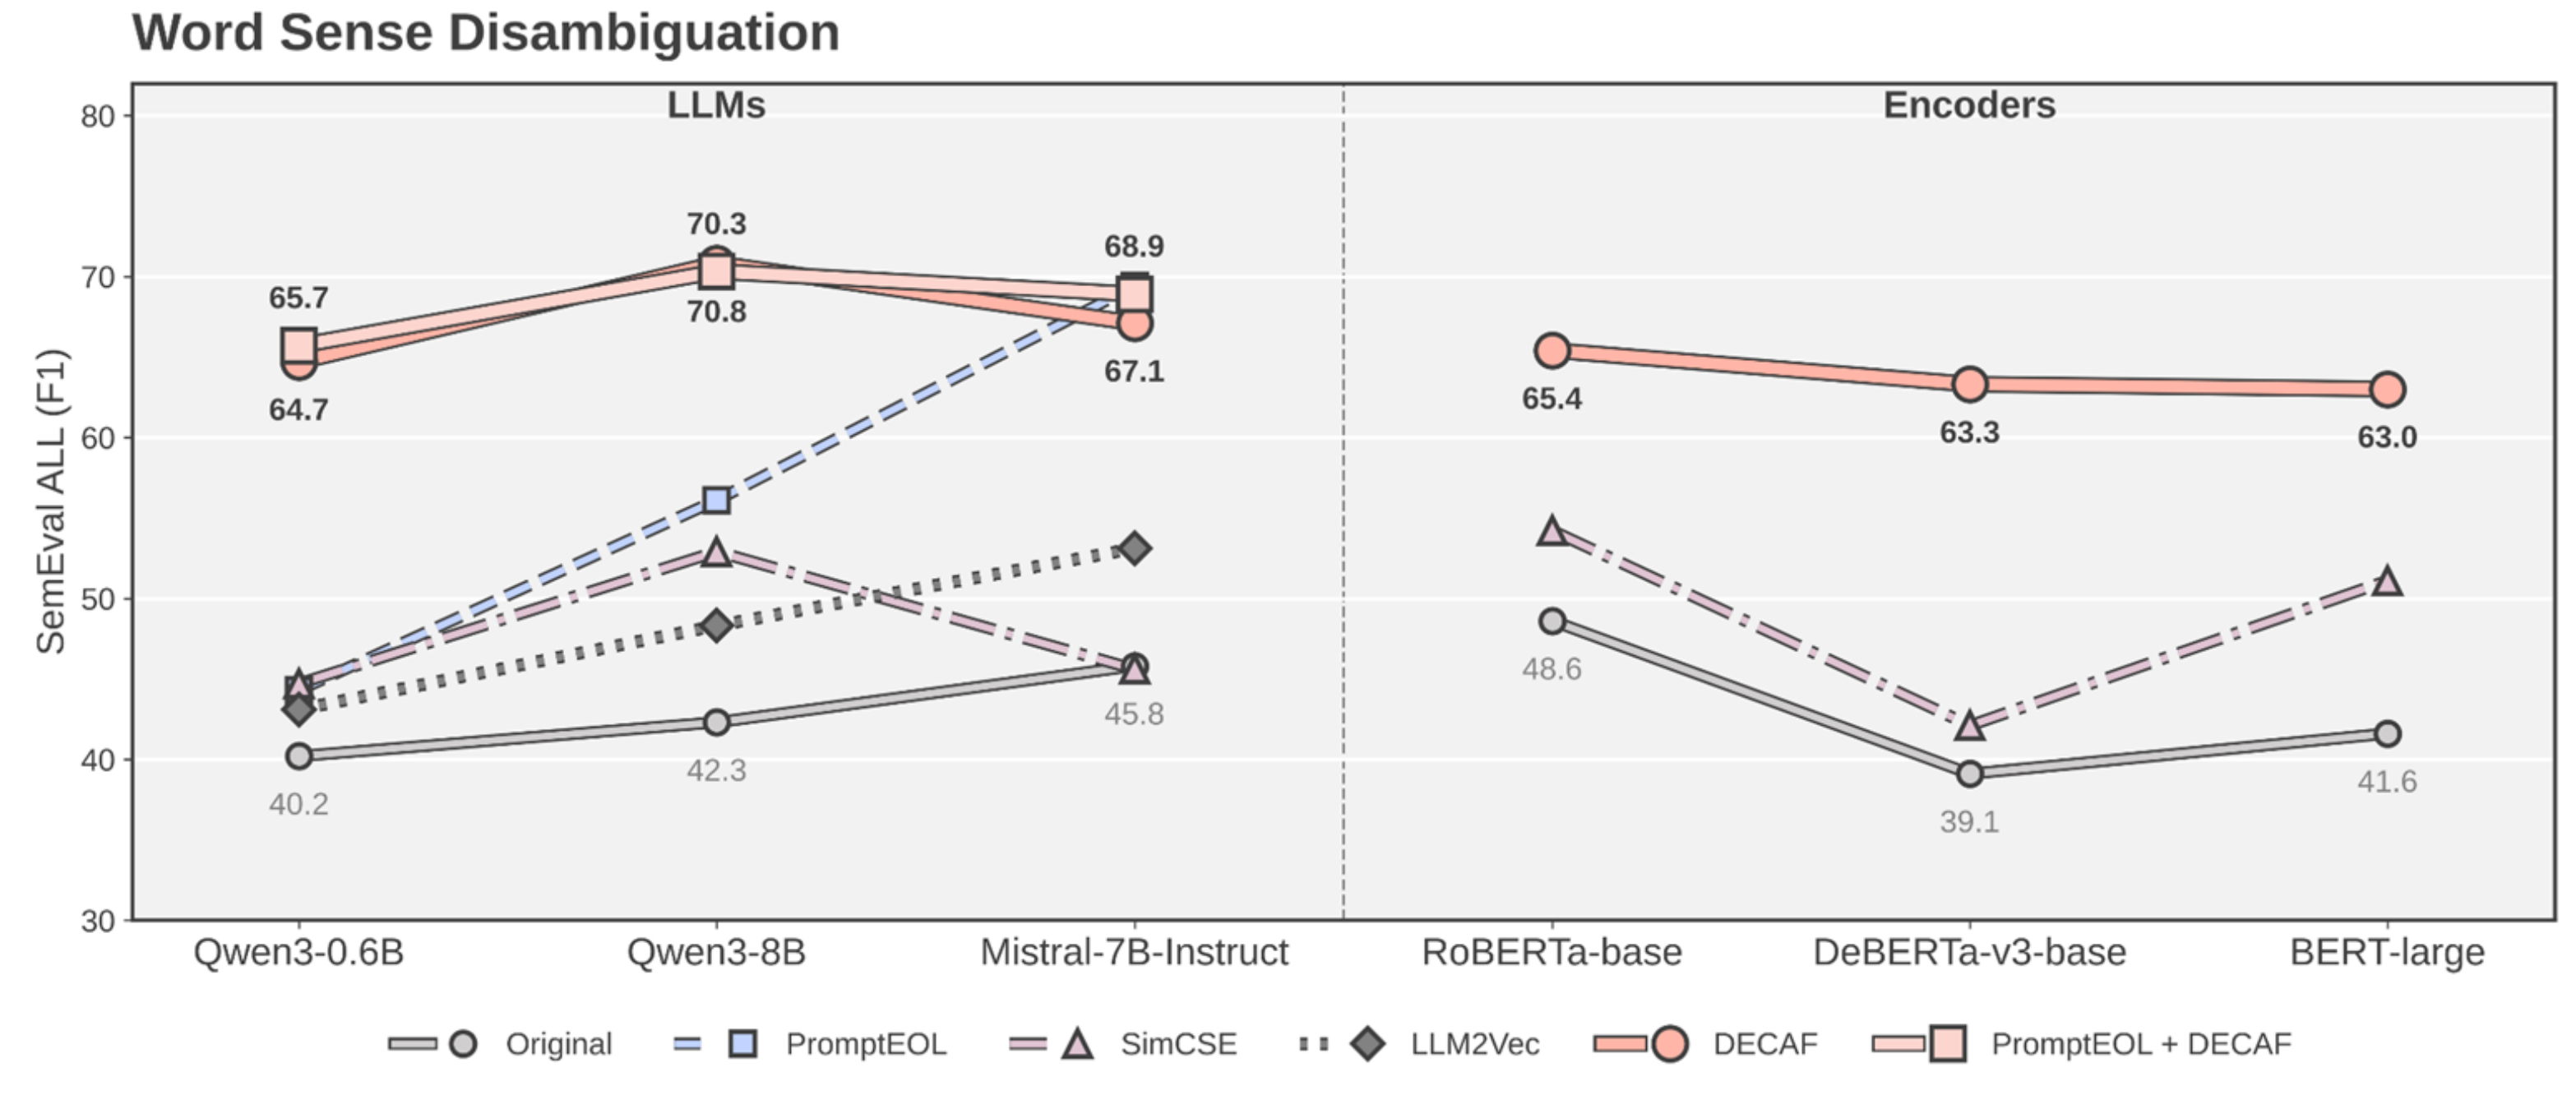 Word Sense Disambiguation
LLMs
Encoders
SemEval ALL (F1)
80
70
60
50
40
30
65.7
64.7
40.2
70.3
70.8
42.3
68.9
67.1
45.8
65.4
48.6
63.3
39.1
63.0
41.6
Qwen3-0.6B
Qwen3-8B
Mistral-7B-Instruct
RoBERTa-base
DeBERTa-v3-base
BERT-large
Original
PromptEOL
SimCSE
LLM2Vec
DECAF
PromptEOL + DECAF